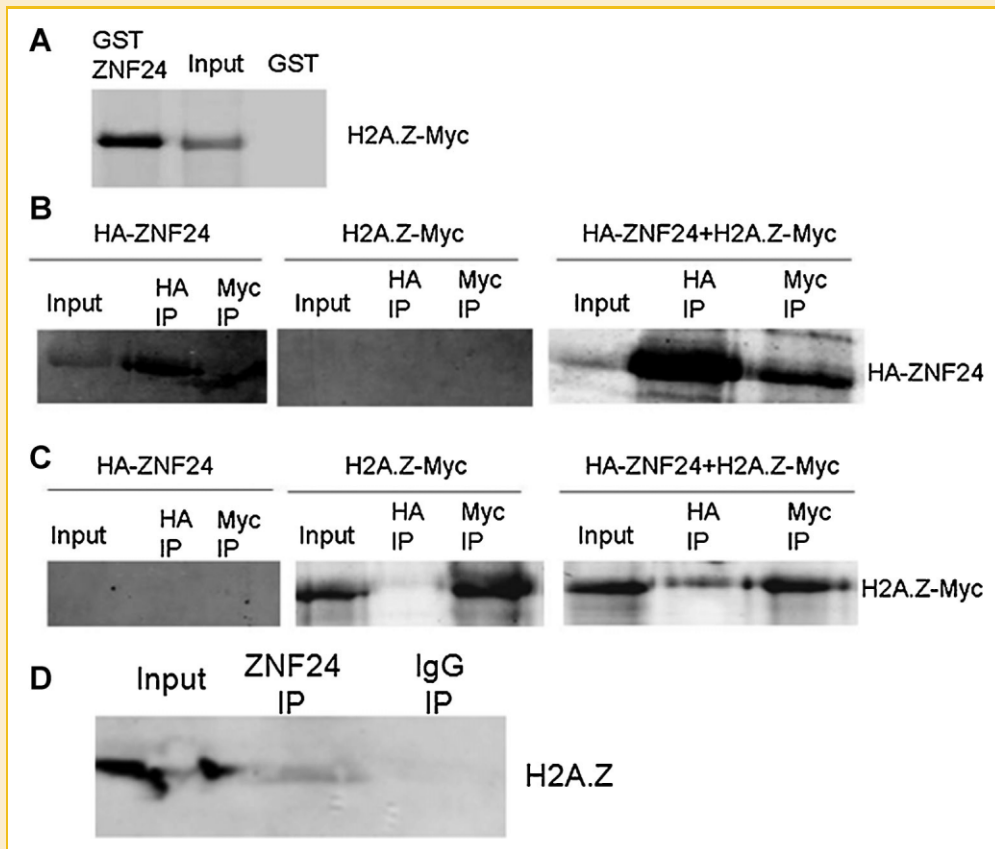 A
GST
ZNF24
Input
GST
H2A.Z-Myc
B
HA-ZNF24
H2A.Z-Myc
HA-ZNF24+H2A.Z-Myc
Input
HA
IP
Myc
IP
Input
HA
IP
Myc
IP
Input
HA
IP
Myc
IP
HA-ZNF24
C
HA-ZNF24
H2A.Z-Myc
HA-ZNF24+H2A.Z-Myc
Input
HA
IP
Myc
IP
Input
HA
IP
Myc
IP
Input
HA
IP
Myc
IP
H2A.Z-Myc
D
Input
ZNF24
IP
IgG
IP
H2A.Z